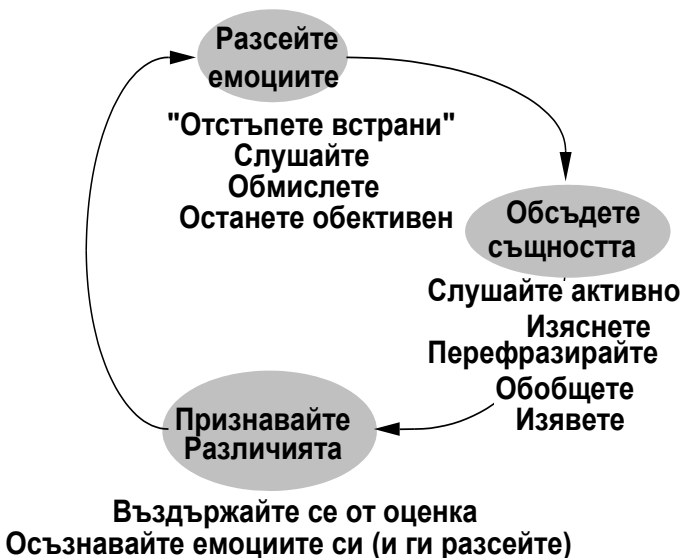 Разсейте
емоциите
"Отстъпете встрани"
Слушайте
Обмислете
Останете обективен
Обсъдете
същността
Слушайте активно
Изяснете
Перефразирайте
Обобщете
Изявете
Признавайте
Различията
Въздържайте се от оценка
Осъзнавайте емоциите си (и ги разсейте)